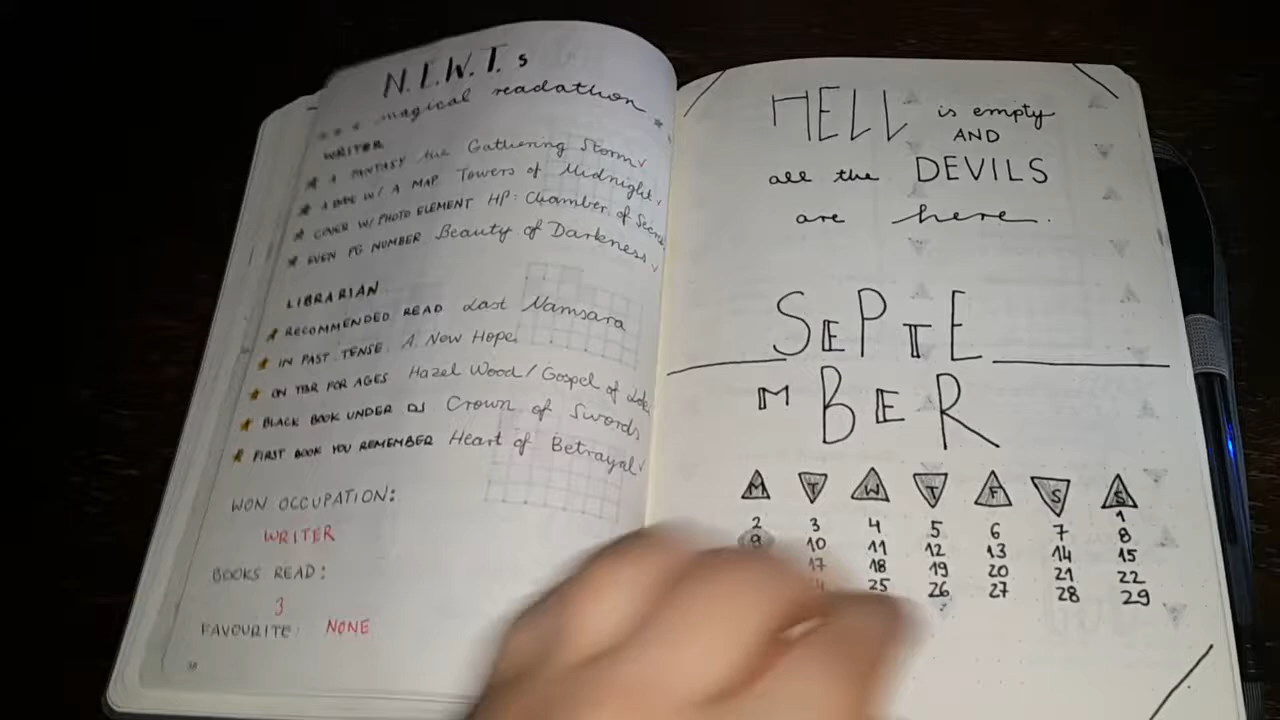 N.E.W.T.s
magical readathon
WRITER
A FANTASY the Gathering Storm
A BOOK W/ A MAP Towers of Midnight
COVER W/ PHOTO ELEMENT HP: Chamber of Secre
EVEN PG NUMBER Beauty of Darkness
LIBRARIAN
RECOMMENDED READ Last Namsara
IN PAST TENSE A New Hope
ON TBR FOR AGES Hazel Wood / Gospel of Loki
BLACK BOOK UNDER DJ Crown of Swords
FIRST BOOK YOU REMEMBER Heart of Betrayal
WON OCCUPATION:
WRITER
BOOKS READ:
3
FAVOURITE: NONE
38
HELL is empty
AND
all the DEVILS
are here.
SEPTE
MBER
M T W T F S S
1
2 3 4 5 6 7 8
9 10 11 12 13 14 15
17 18 19 20 21 22
25 26 27 28 29